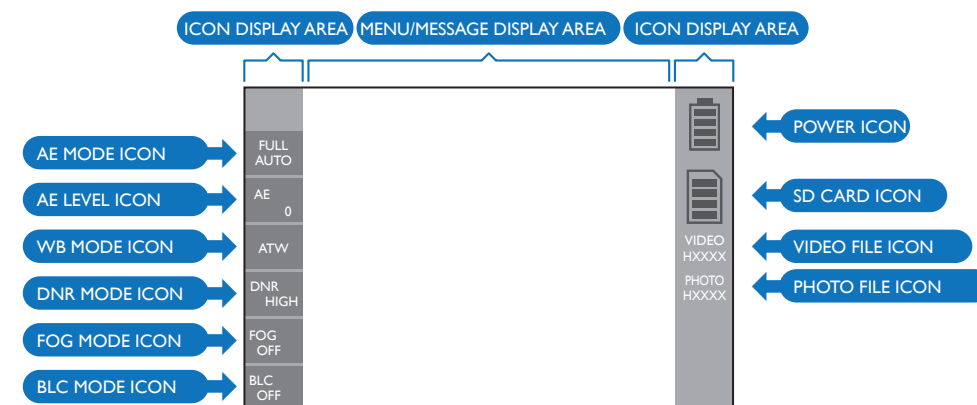 ICON DISPLAY AREA
MENU/MESSAGE DISPLAY AREA
ICON DISPLAY AREA
AE MODE ICON
FULL
AUTO
AE LEVEL ICON
AE
0
WB MODE ICON
ATW
DNR MODE ICON
DNR
HIGH
FOG MODE ICON
FOG
OFF
BLC MODE ICON
BLC
OFF
POWER ICON
SD CARD ICON
VIDEO
HXXXX
VIDEO FILE ICON
PHOTO
HXXXX
PHOTO FILE ICON